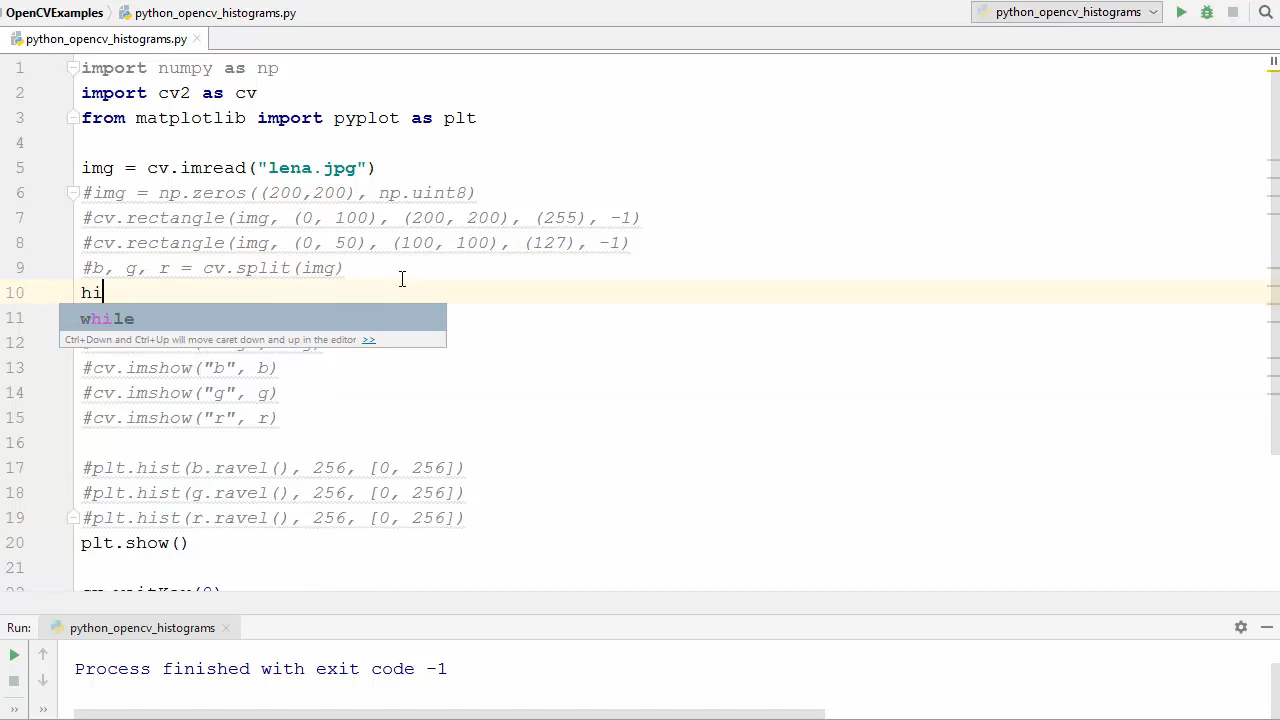 OpenCVExamples python_opencv_histograms.py python_opencv_histograms
python_opencv_histograms.py
1 import numpy as np
2 import cv2 as cv
3 from matplotlib import pyplot as plt
4
5 img = cv.imread("lena.jpg")
6 #img = np.zeros((200,200), np.uint8)
7 #cv.rectangle(img, (0, 100), (200, 200), (255), -1)
8 #cv.rectangle(img, (0, 50), (100, 100), (127), -1)
9 #b, g, r = cv.split(img)
10 hi
11 while
Ctrl+Down and Ctrl+Up will move caret down and up in the editor >>
12
13 #cv.imshow("b", b)
14 #cv.imshow("g", g)
15 #cv.imshow("r", r)
16
17 #plt.hist(b.ravel(), 256, [0, 256])
18 #plt.hist(g.ravel(), 256, [0, 256])
19 #plt.hist(r.ravel(), 256, [0, 256])
20 plt.show()
21
Run: python_opencv_histograms
Process finished with exit code -1